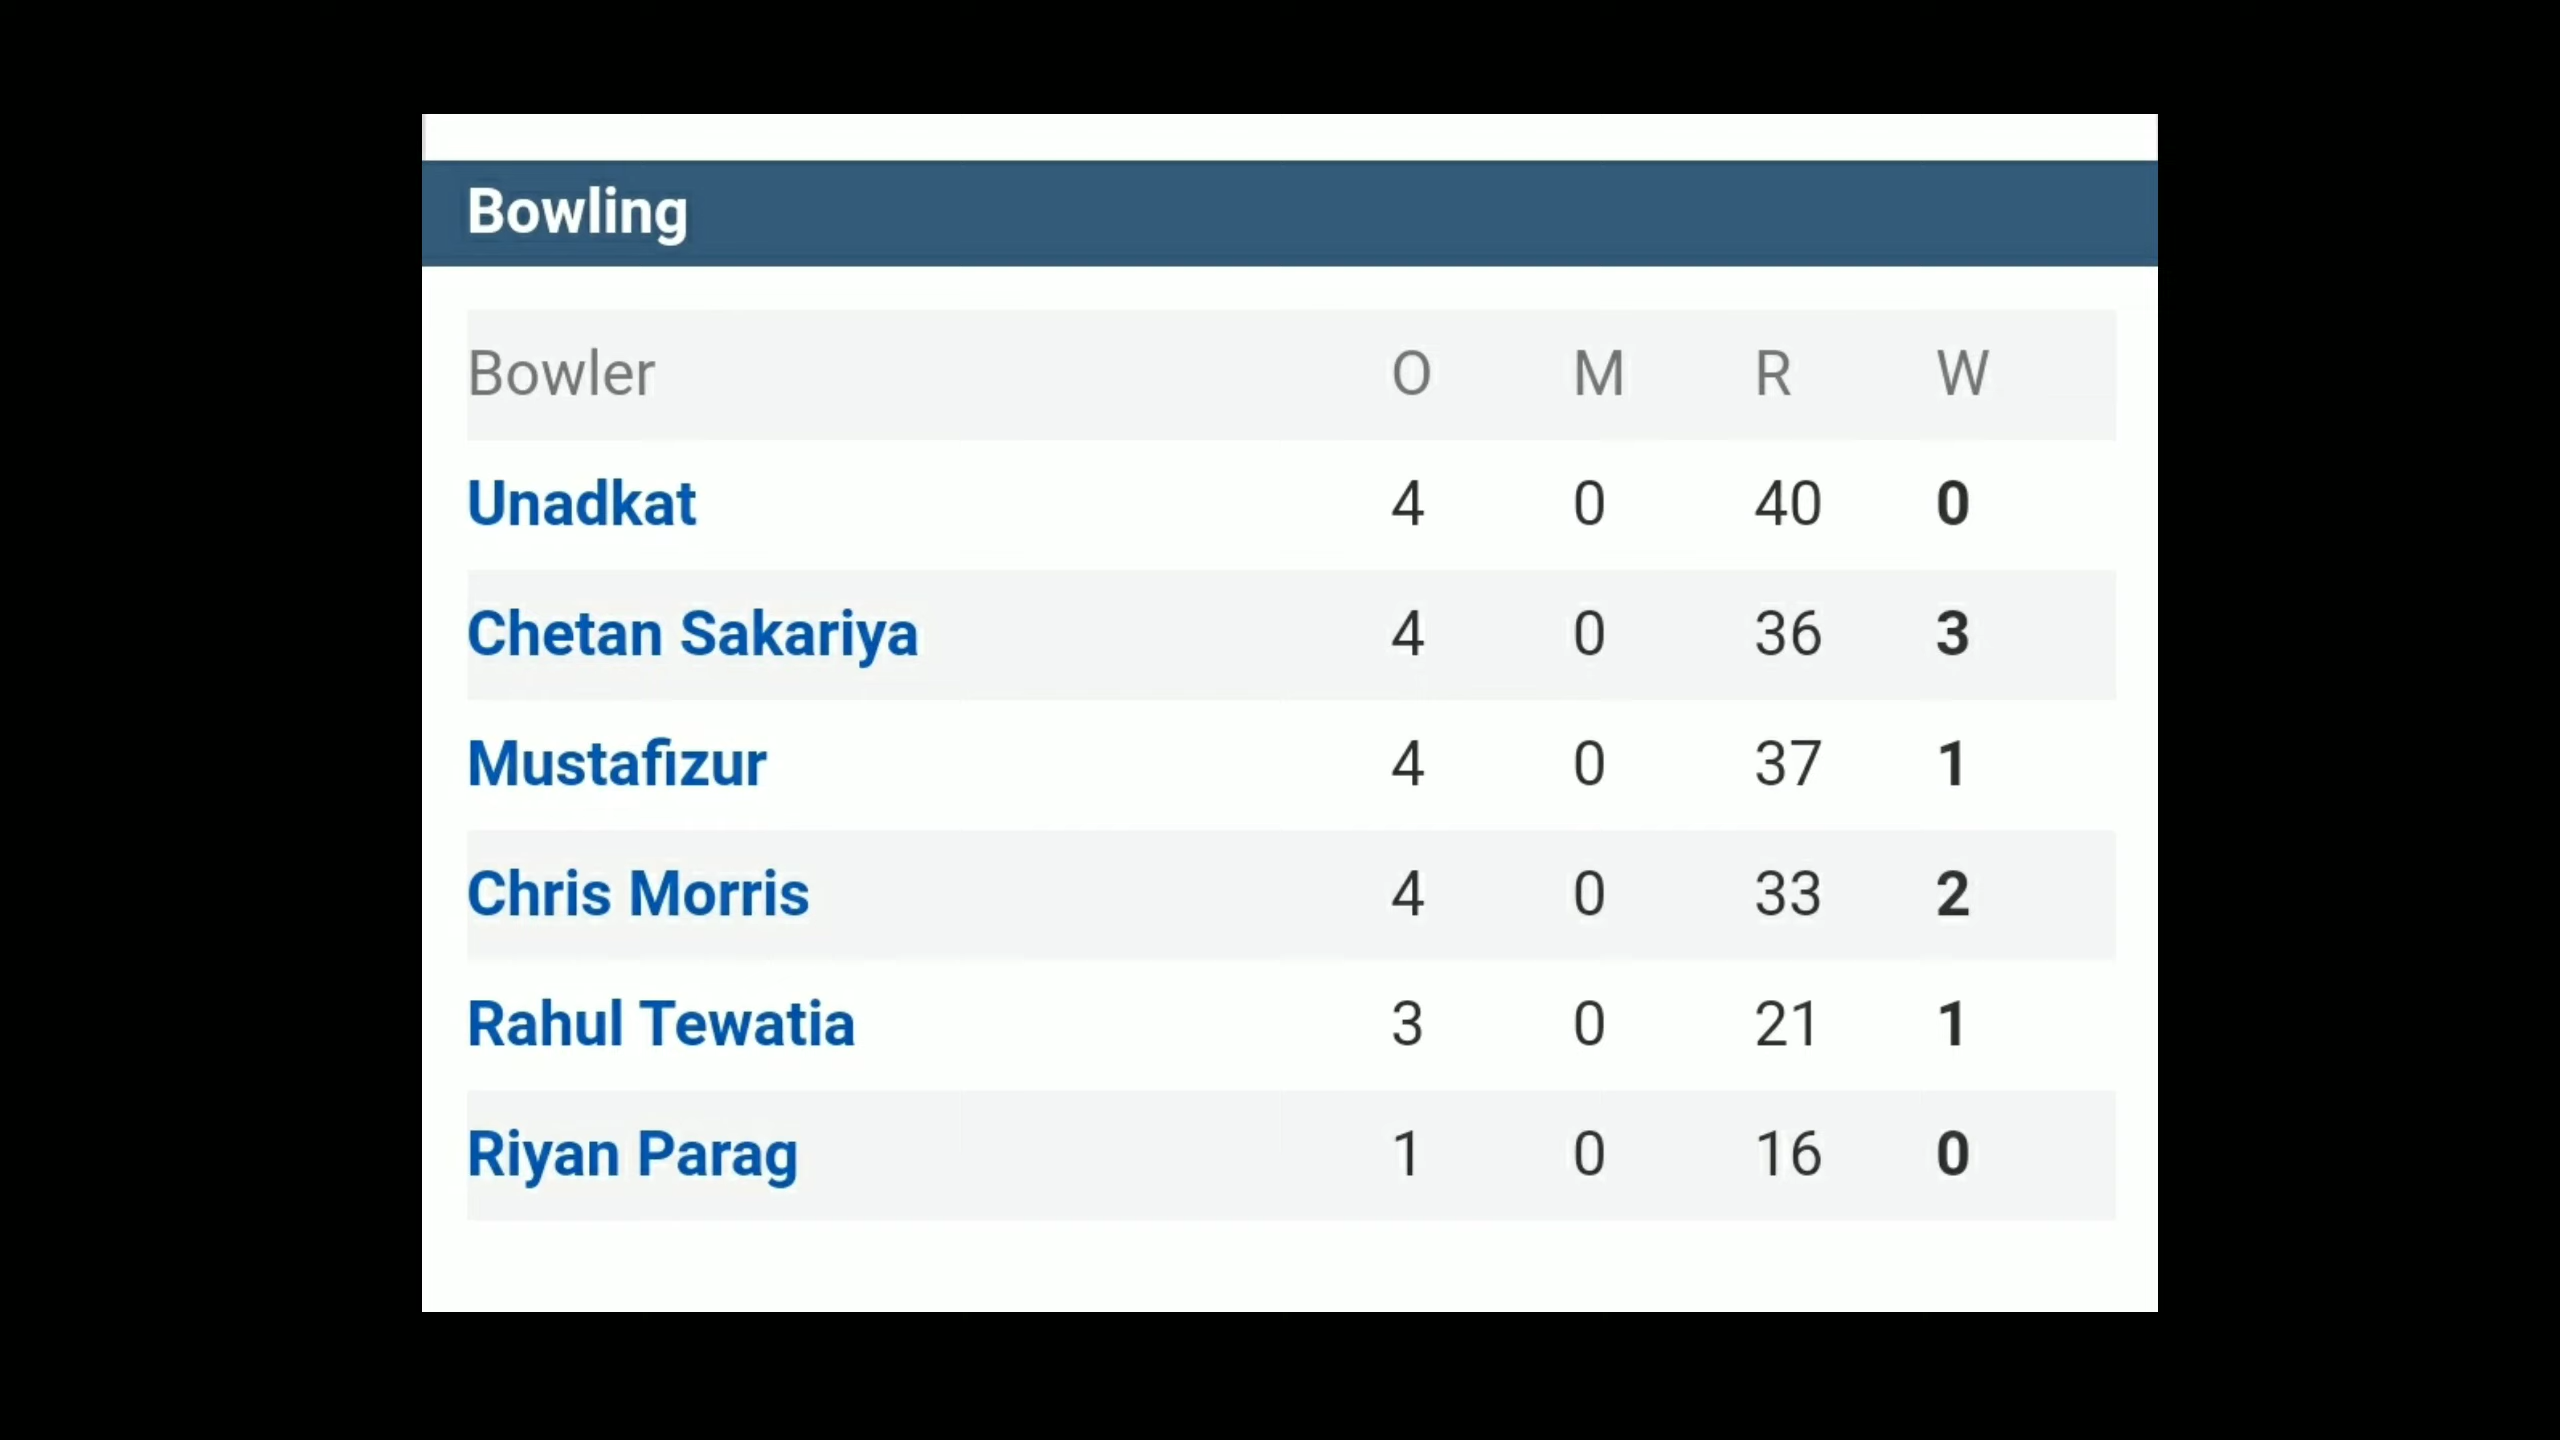 Bowling
Bowler O M R W
Unadkat 4 0 40 0
Chetan Sakariya 4 0 36 3
Mustafizur 4 0 37 1
Chris Morris 4 0 33 2
Rahul Tewatia 3 0 21 1
Riyan Parag 1 0 16 0